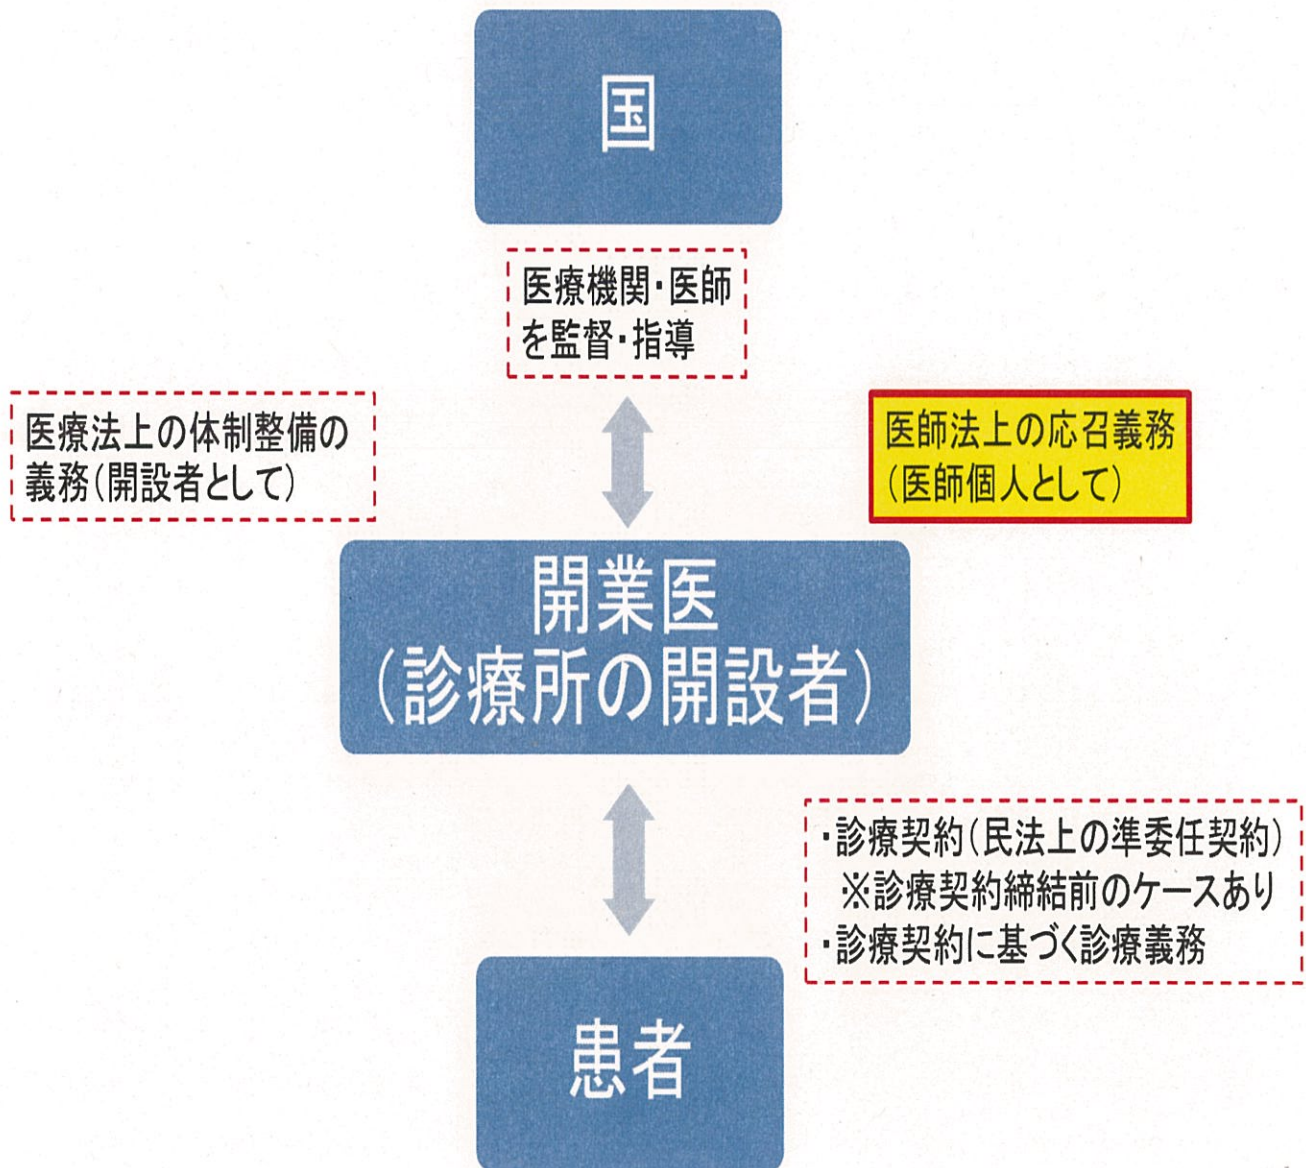 国
医療機関・医師
を監督・指導
医療法上の体制整備の
義務(開設者として)
医師法上の応召義務
(医師個人として)
開業医
(診療所の開設者)
・診療契約(民法上の準委任契約)
※診療契約締結前のケースあり
・診療契約に基づく診療義務
患者